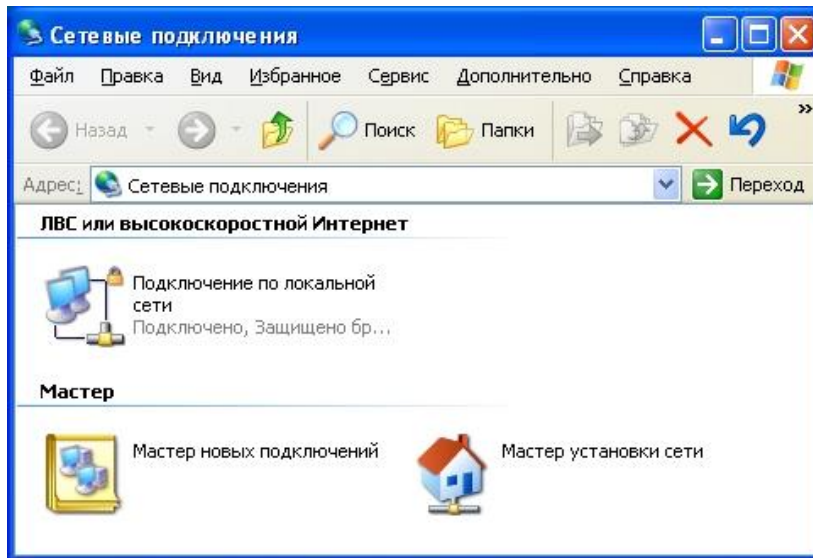 Сетевые подключения
Файл Правка Вид Избранное Сервис Дополнительно Справка
Назад Поиск Папки »
Адрес: Сетевые подключения Переход
ЛВС или высокоскоростной Интернет
Подключение по локальной
сети
Подключено, Защищено бр...
Мастер
Мастер новых подключений Мастер установки сети